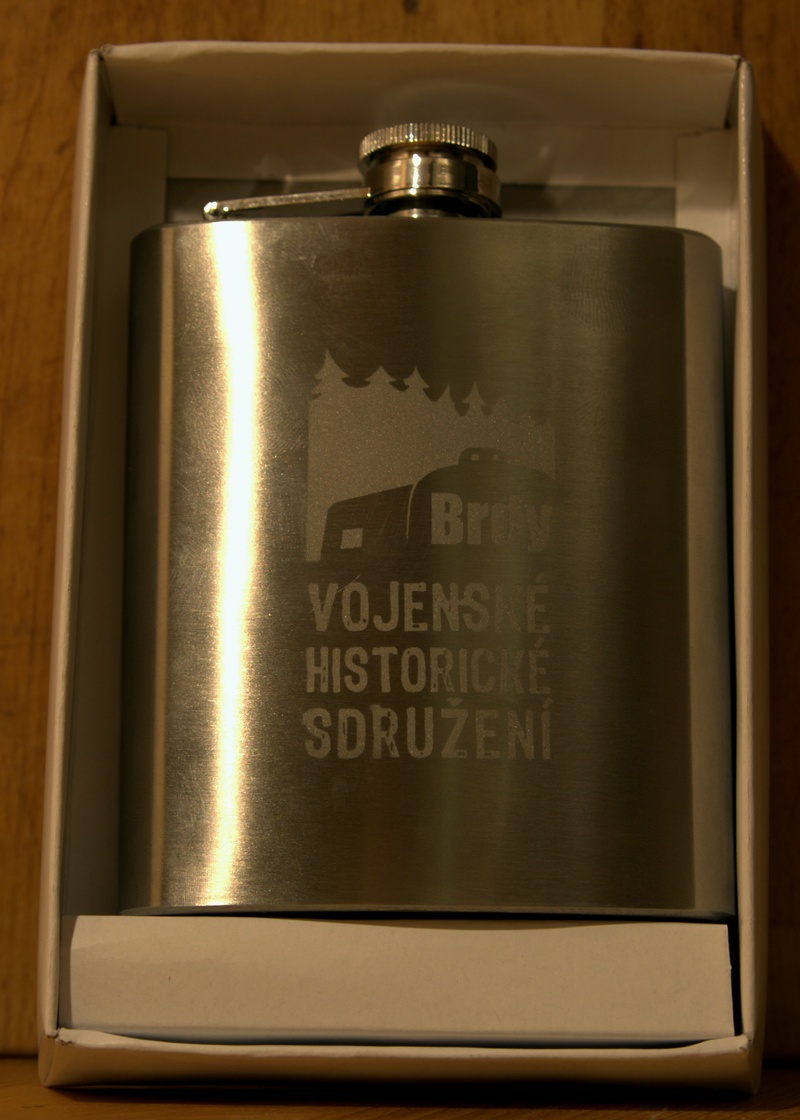 Brdy
VOJENSKÉ
HISTORICKÉ
SDRUŽENÍ